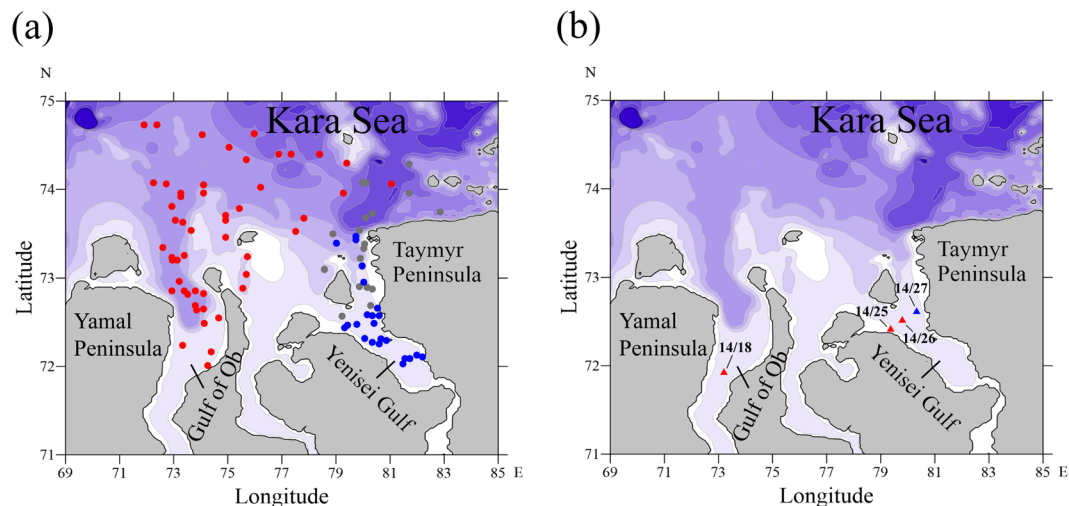 (a)
N
75
74
73
72
71
Latitude
Kara Sea
Taymyr
Peninsula
Yamal
Peninsula
Gulf of Ob
Yenisei Gulf
69 71 73 75 77 79 81 83 85 E
Longitude
(b)
N
75
74
73
72
71
Latitude
Kara Sea
Taymyr
Peninsula
14/27
14/25
14/26
14/18
Yamal
Peninsula
Gulf of Ob
Yenisei Gulf
69 71 73 75 77 79 81 83 85 E
Longitude